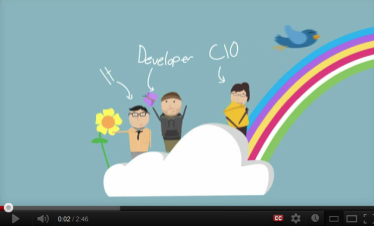 Developer CIO
It
0:02 / 2:46
CC